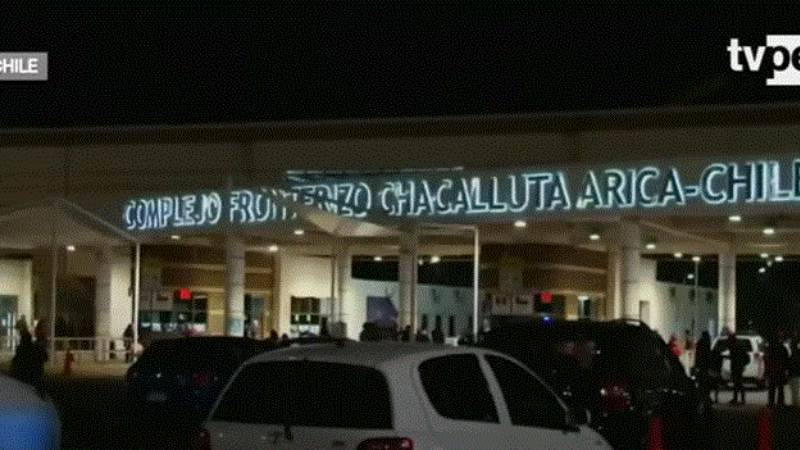 CHILE
tvpe
COMPLEJO FRONTERIZO CHACALLUTA ARICA-CHILE